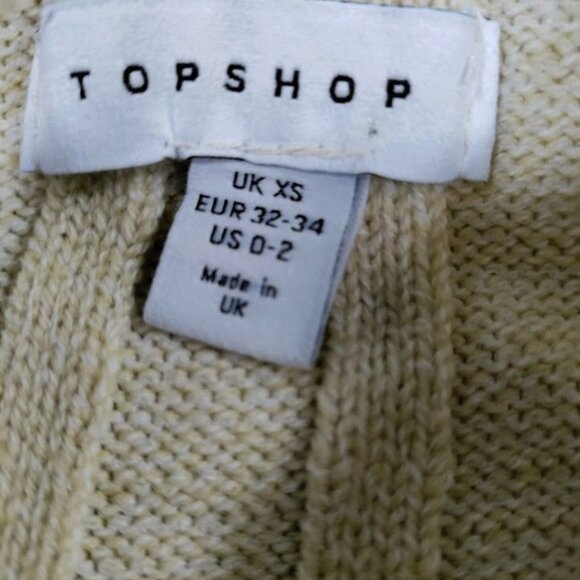 TOPSHOP
UK XS
EUR 32-34
US 0-2
Made in
UK